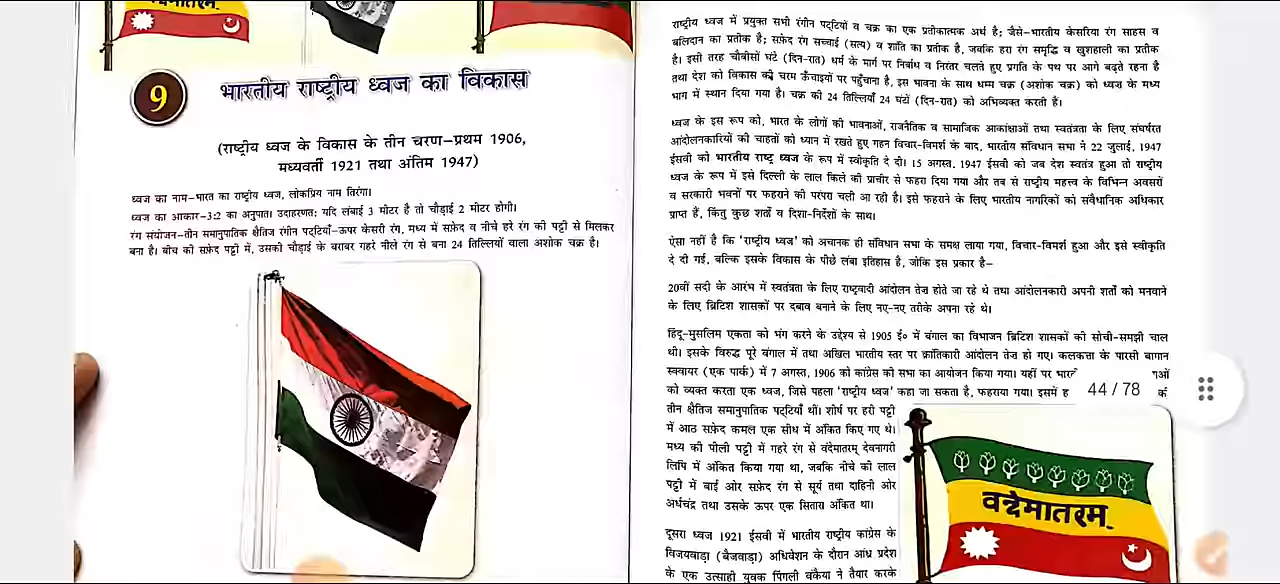 वन्देमातरम्
9
भारतीय राष्ट्रीय ध्वज का विकास
(राष्ट्रीय ध्वज के विकास के तीन चरण–प्रथम 1906,
मध्यवर्ती 1921 तथा अंतिम 1947)
ध्वज का नाम–भारत का राष्ट्रीय ध्वज, लोकप्रिय नाम तिरंगा।
ध्वज का आकार–3:2 का अनुपात। उदाहरणतः यदि लंबाई 3 मीटर है तो चौड़ाई 2 मीटर होगी।
रंग संयोजन–तीन समानुपातिक क्षैतिज रंगीन पट्टियाँ–ऊपर केसरी रंग, मध्य में सफ़ेद व नीचे हरे रंग की पट्टी से मिलकर
बना है। बीच की सफ़ेद पट्टी में, उसकी चौड़ाई के बराबर गहरे नीले रंग से बना 24 तिल्लियों वाला अशोक चक्र है।
राष्ट्रीय ध्वज में प्रयुक्त सभी रंगीन पट्टियों व चक्र का एक प्रतीकात्मक अर्थ है; जैसे–भारतीय केसरिया रंग साहस व
बलिदान का प्रतीक है; सफ़ेद रंग सच्चाई (सत्य) व शांति का प्रतीक है, जबकि हरा रंग समृद्धि व खुशहाली का प्रतीक
है। इसी तरह चौबीसों घंटे (दिन-रात) धर्म के मार्ग पर निर्बाध व निरंतर चलते हुए प्रगति के पथ पर आगे बढ़ते रहना है
तथा देश को विकास की चरम ऊँचाइयों पर पहुँचाना है, इस भावना के साथ धम्म चक्र (अशोक चक्र) को ध्वज के मध्य
भाग में स्थान दिया गया है। चक्र की 24 तिल्लियाँ 24 घंटों (दिन-रात) को अभिव्यक्त करती हैं।
ध्वज के इस रूप को, भारत के लोगों की भावनाओं, राजनैतिक व सामाजिक आकांक्षाओं तथा स्वतंत्रता के लिए संघर्षरत
आंदोलनकारियों की चाहतों को ध्यान में रखते हुए गहन विचार-विमर्श के बाद, भारतीय संविधान सभा ने 22 जुलाई, 1947
ईसवी को भारतीय राष्ट्र ध्वज के रूप में स्वीकृति दे दी। 15 अगस्त, 1947 ईसवी को जब देश स्वतंत्र हुआ तो राष्ट्रीय
ध्वज के रूप में इसे दिल्ली के लाल किले की प्राचीर से फहरा दिया गया और तब से राष्ट्रीय महत्त्व के विभिन्न अवसरों
व सरकारी भवनों पर फहराने की परंपरा चली आ रही है। इसे फहराने के लिए भारतीय नागरिकों को संवैधानिक अधिकार
प्राप्त हैं, किंतु कुछ शर्तों व दिशा-निर्देशों के साथ।
ऐसा नहीं है कि 'राष्ट्रीय ध्वज' को अचानक ही संविधान सभा के समक्ष लाया गया, विचार-विमर्श हुआ और इसे स्वीकृति
दे दी गई, बल्कि इसके विकास के पीछे लंबा इतिहास है, जोकि इस प्रकार है–
20वीं सदी के आरंभ में स्वतंत्रता के लिए राष्ट्रवादी आंदोलन तेज होते जा रहे थे तथा आंदोलनकारी अपनी शर्तों को मनवाने
के लिए ब्रिटिश शासकों पर दबाव बनाने के लिए नए-नए तरीके अपना रहे थे।
हिंदू-मुसलिम एकता को भंग करने के उद्देश्य से 1905 ई० में बंगाल का विभाजन ब्रिटिश शासकों की सोची-समझी चाल
थी। इसके विरुद्ध पूरे बंगाल में तथा अखिल भारतीय स्तर पर क्रांतिकारी आंदोलन तेज हो गए। कलकत्ता के पारसी बागान
स्क्वायर (एक पार्क) में 7 अगस्त, 1906 को कांग्रेस की सभा का आयोजन किया गया। यहीं पर
को व्यक्त करता एक ध्वज, जिसे पहला 'राष्ट्रीय ध्वज' कहा जा सकता है, फहराया गया। इसमें
44 / 78
तीन क्षैतिज समानुपातिक पट्टियाँ थीं। शीर्ष पर हरी पट्टी
में आठ सफ़ेद कमल एक सीध में अंकित किए गए थे।
मध्य की पीली पट्टी में गहरे रंग से वंदेमातरम् देवनागरी
लिपि में अंकित किया गया था, जबकि नीचे की लाल
पट्टी में बाईं ओर सफ़ेद रंग से सूर्य तथा दाहिनी ओर
अर्धचंद्र तथा उसके ऊपर एक सितारा अंकित था।
दूसरा ध्वज 1921 ईसवी में भारतीय राष्ट्रीय कांग्रेस के
विजयवाड़ा (बैजवाड़ा) अधिवेशन के दौरान आंध्र प्रदेश
के एक उत्साही युवक पिंगली वकैया ने तैयार करके
वन्देमातरम्